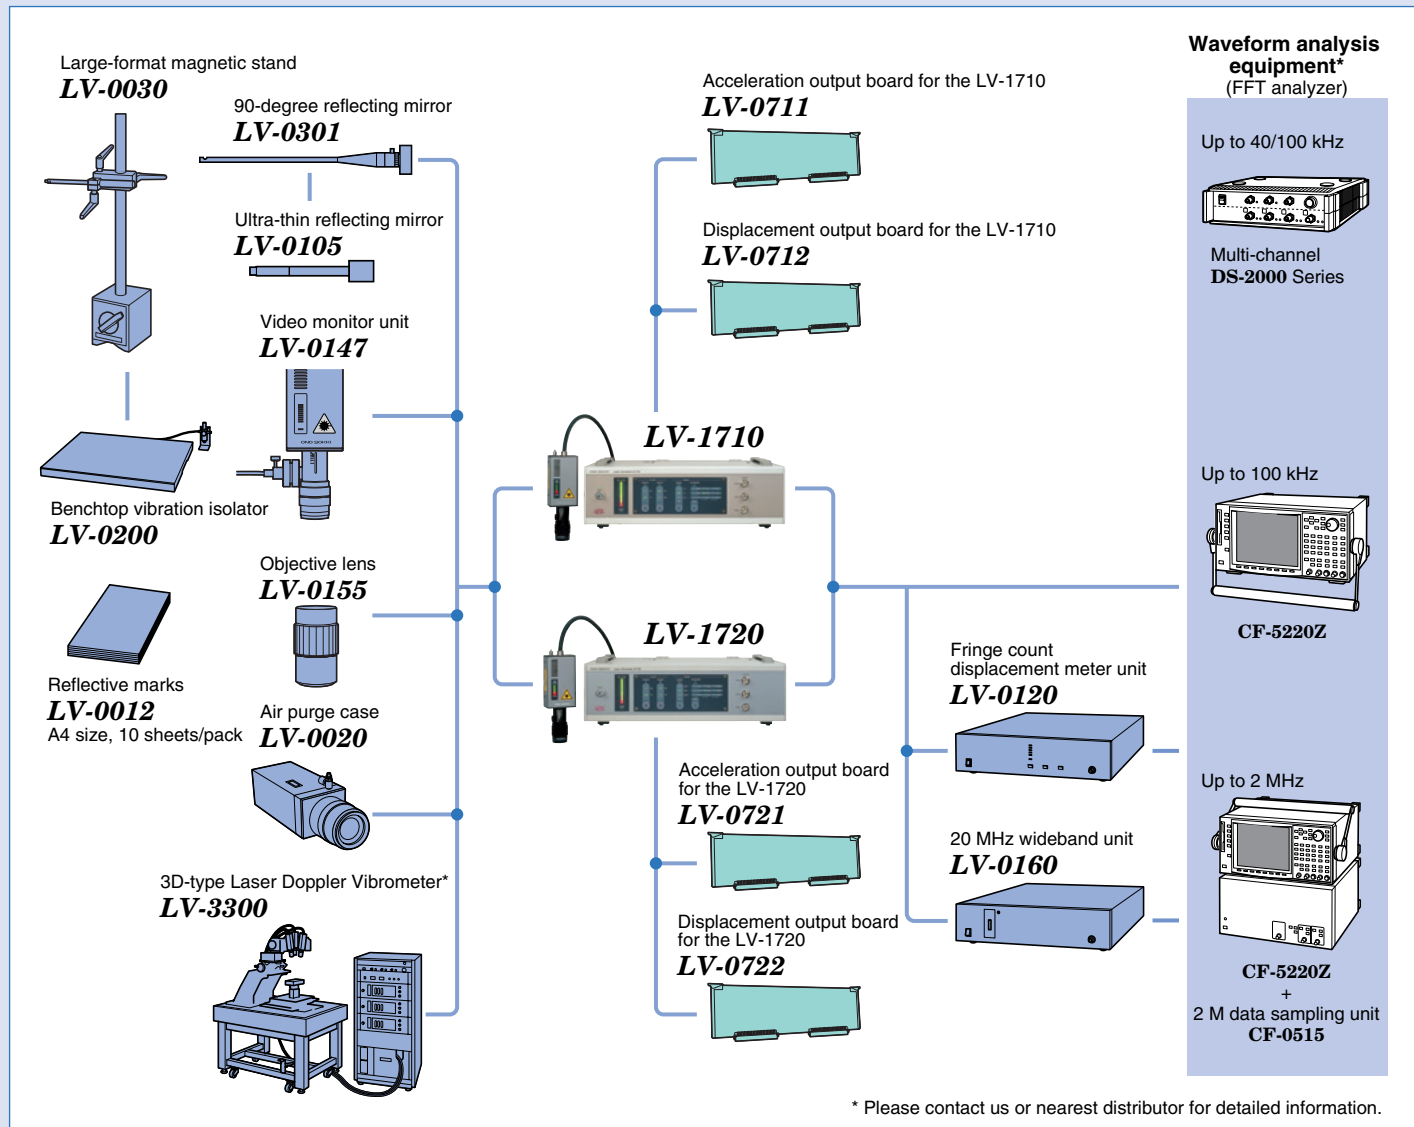 Large-format magnetic stand
LV-0030
90-degree reflecting mirror
LV-0301
Ultra-thin reflecting mirror
LV-0105
Video monitor unit
LV-0147
ONO SOKKI
Benchtop vibration isolator
LV-0200
Objective lens
LV-0155
Reflective marks
LV-0012
A4 size, 10 sheets/pack
Air purge case
LV-0020
3D-type Laser Doppler Vibrometer*
LV-3300
Acceleration output board for the LV-1710
LV-0711
Displacement output board for the LV-1710
LV-0712
LV-1710
LV-1720
Acceleration output board
for the LV-1720
LV-0721
Displacement output board
for the LV-1720
LV-0722
Fringe count
displacement meter unit
LV-0120
20 MHz wideband unit
LV-0160
Waveform analysis
equipment*
(FFT analyzer)
Up to 40/100 kHz
Multi-channel
DS-2000 Series
Up to 100 kHz
CF-5220Z
Up to 2 MHz
CF-5220Z
+
2 M data sampling unit
CF-0515
* Please contact us or nearest distributor for detailed information.